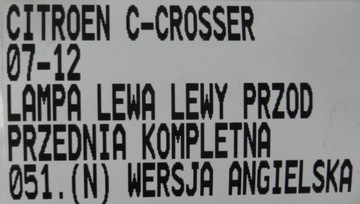 CITROEN C-CROSSER
07-12
LAMPA LEWA LEWY PRZOD
PRZEDNIA KOMPLETNA
051.(N) WERSJA ANGIELSKA